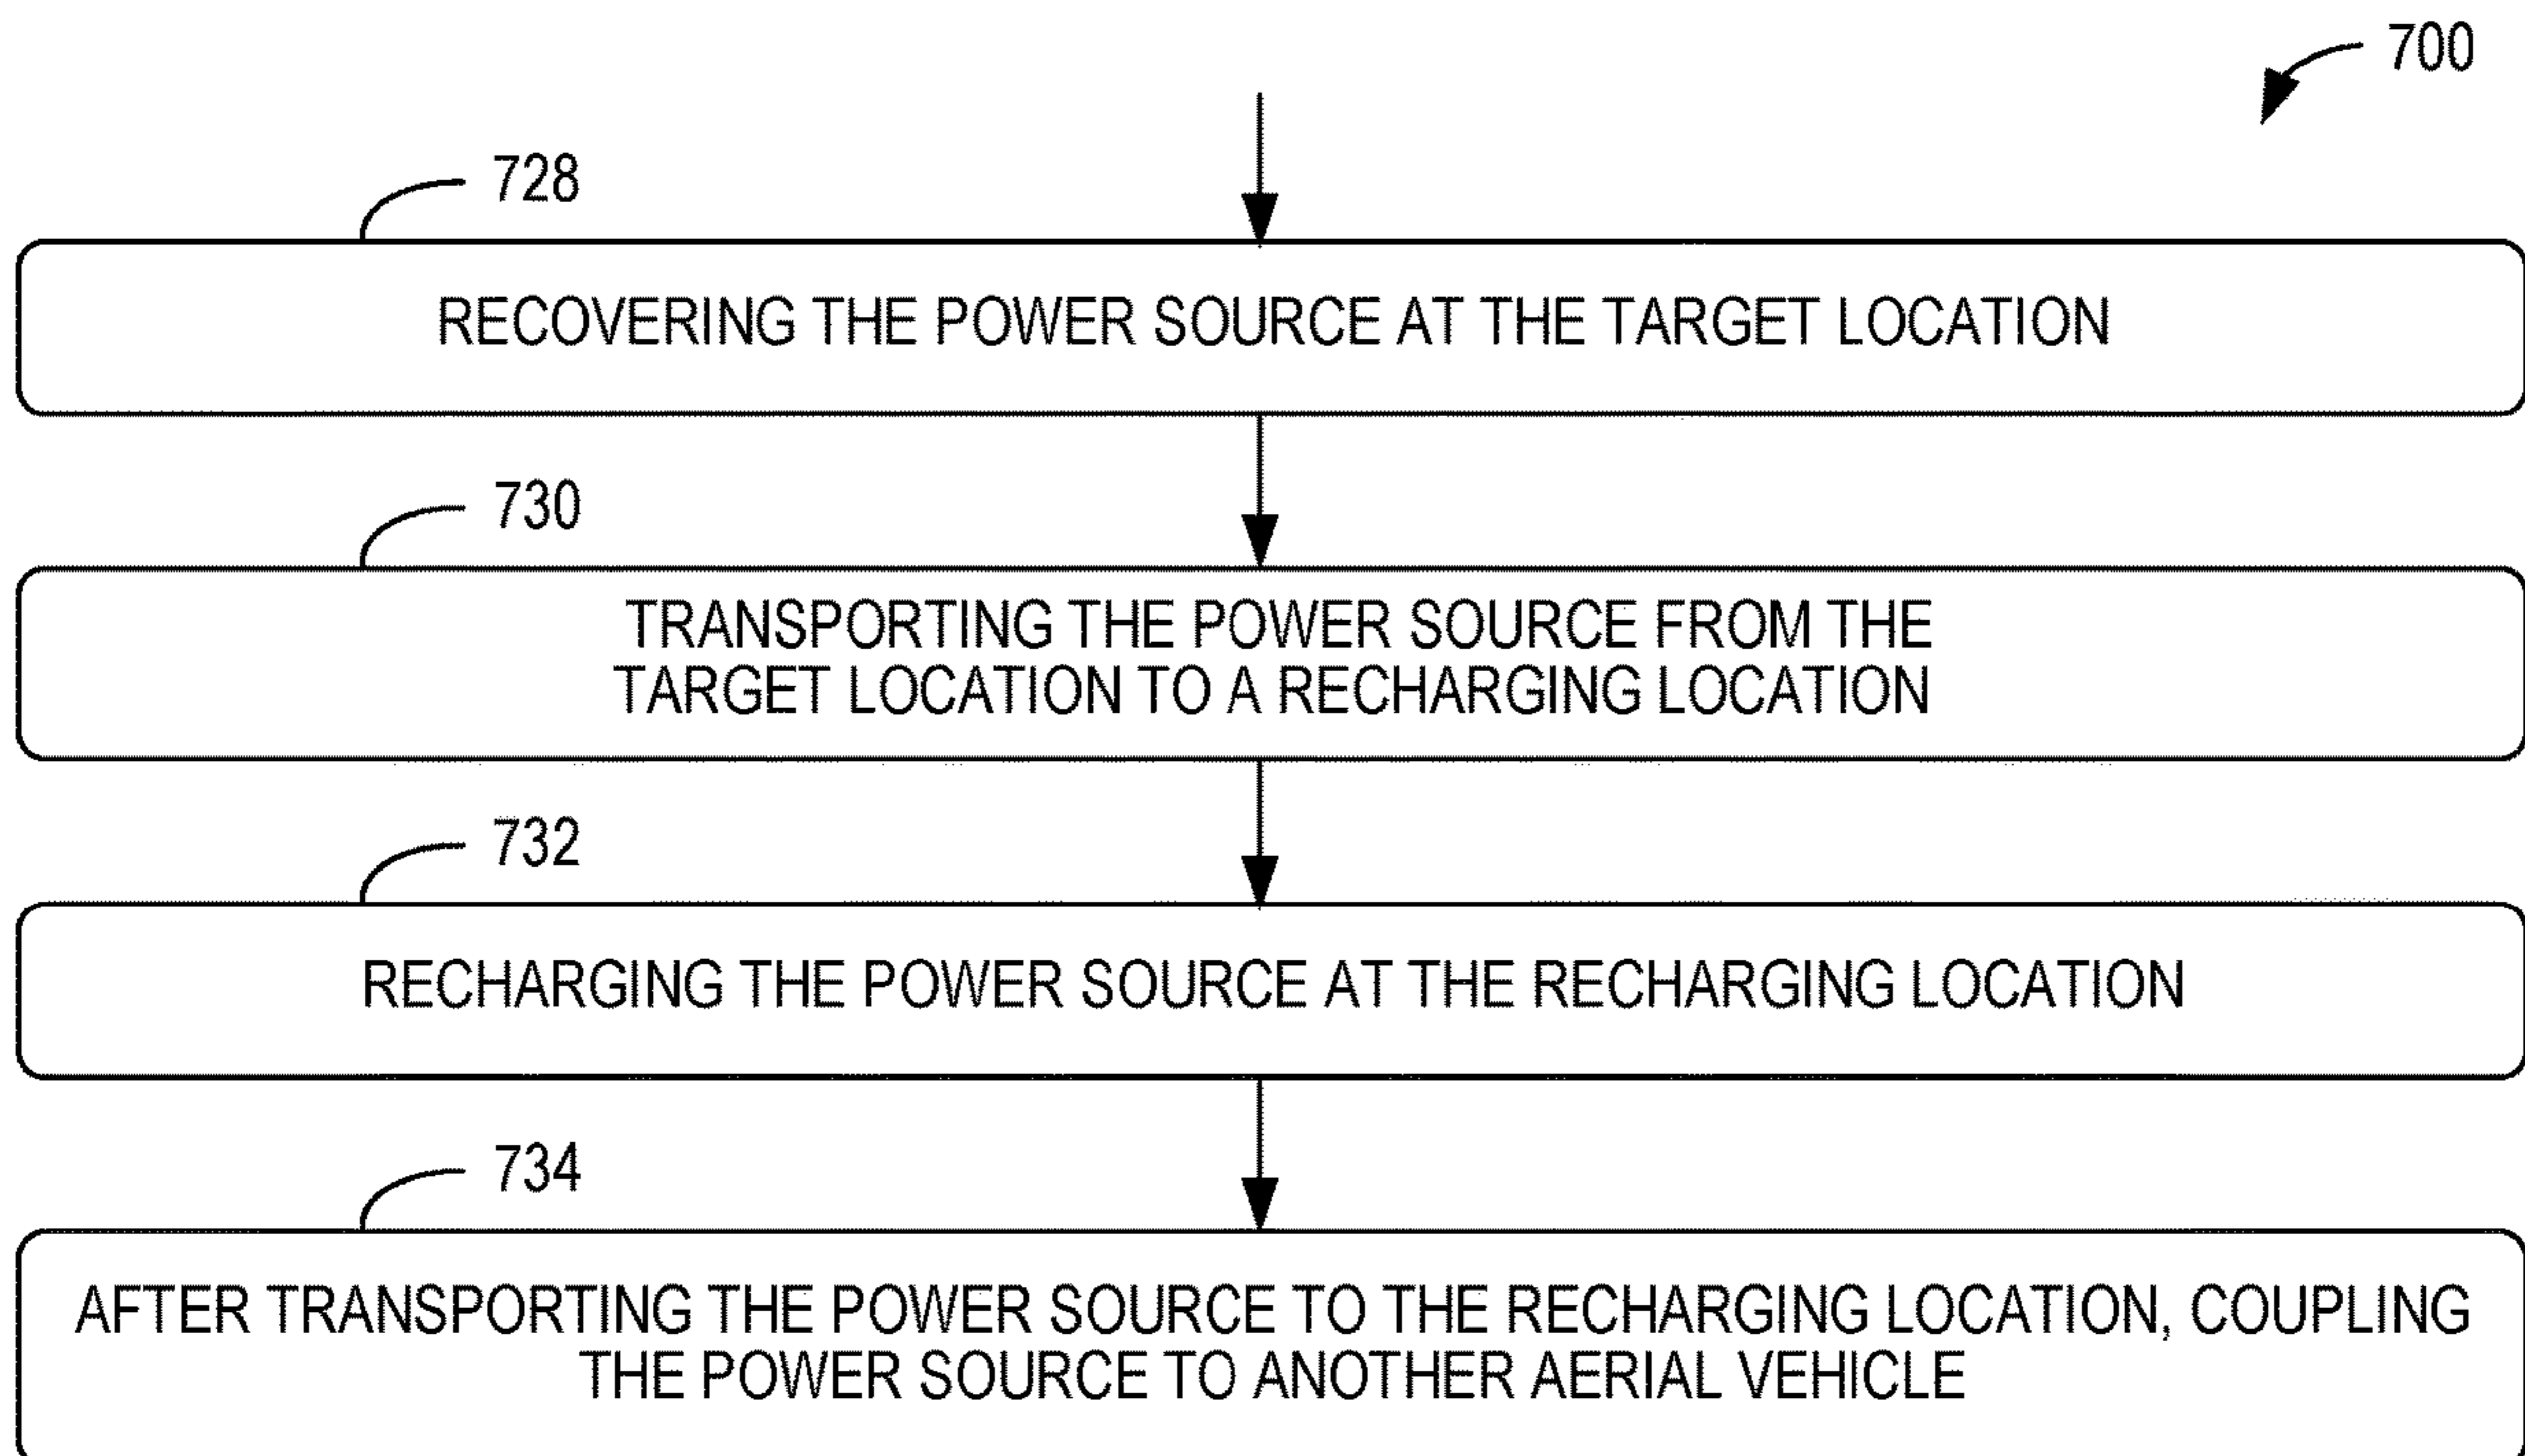 700
728
RECOVERING THE POWER SOURCE AT THE TARGET LOCATION
730
TRANSPORTING THE POWER SOURCE FROM THE
TARGET LOCATION TO A RECHARGING LOCATION
732
RECHARGING THE POWER SOURCE AT THE RECHARGING LOCATION
734
AFTER TRANSPORTING THE POWER SOURCE TO THE RECHARGING LOCATION, COUPLING
THE POWER SOURCE TO ANOTHER AERIAL VEHICLE